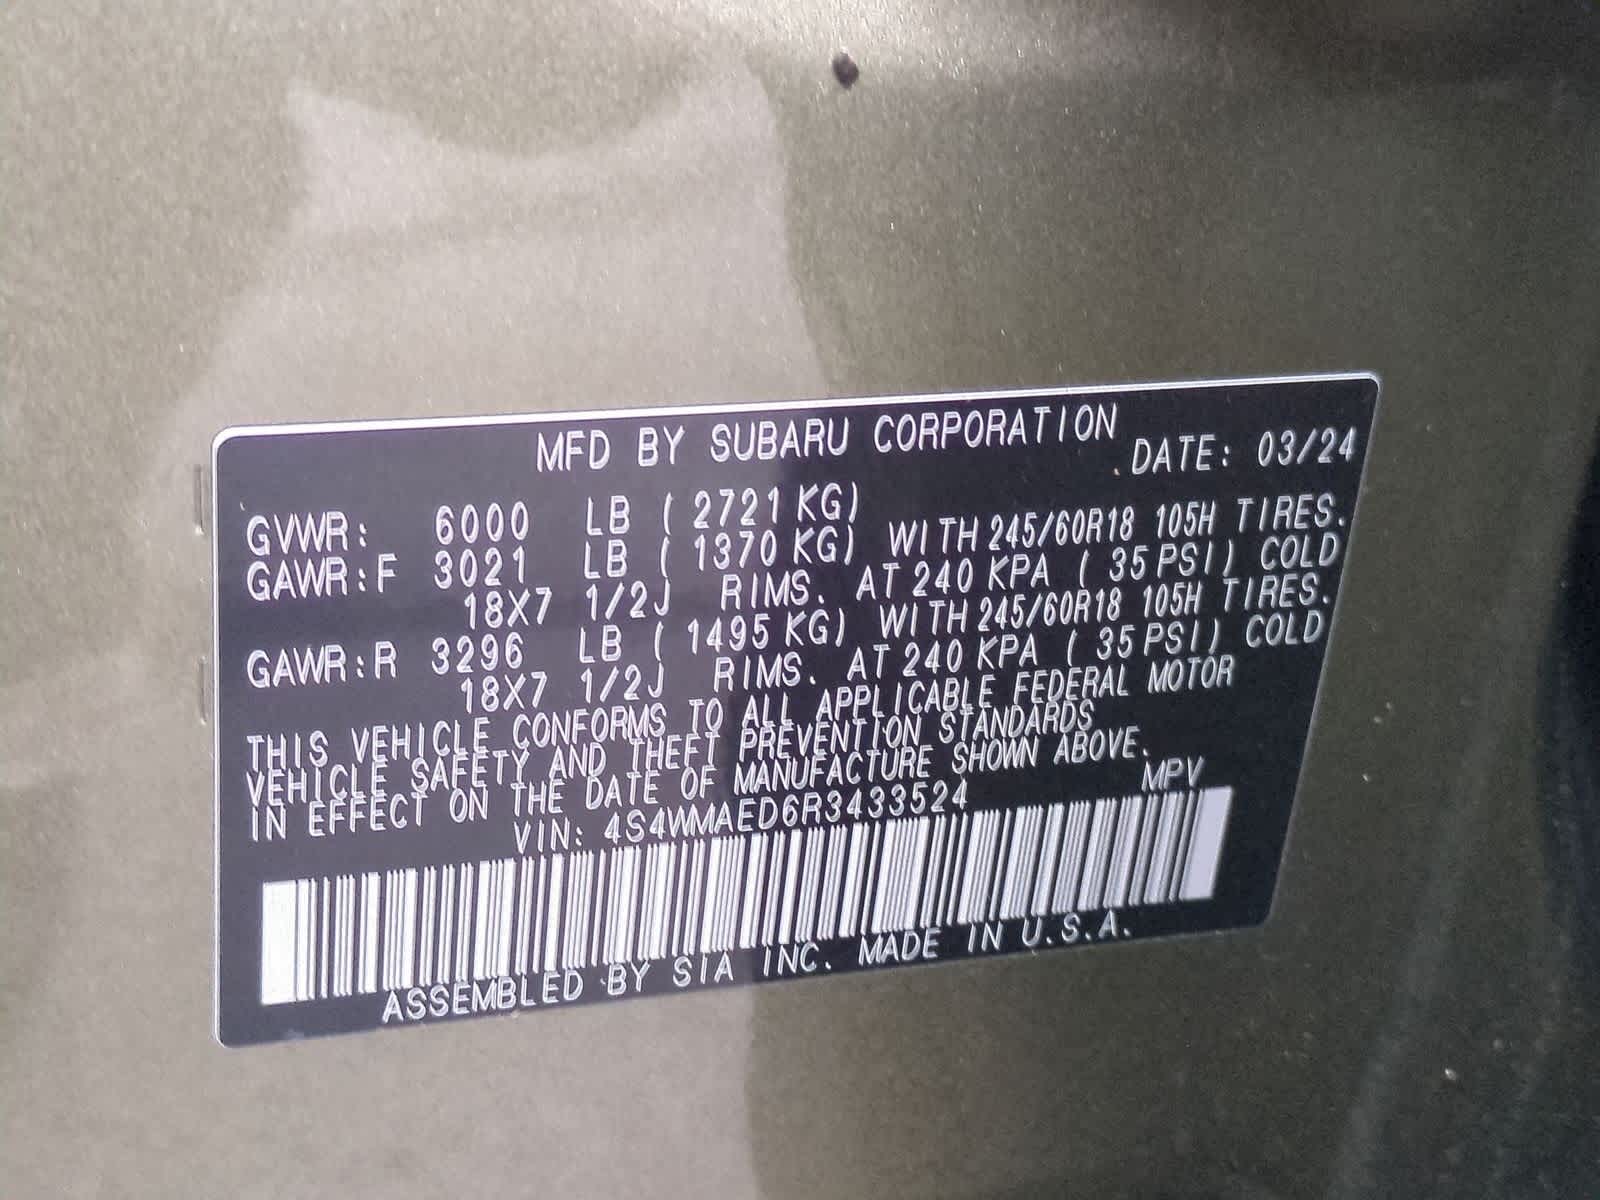 MFD BY SUBARU CORPORATION DATE: 03/24
GVWR: 6000 LB ( 2721 KG)
GAWR:F 3021 LB ( 1370 KG) WITH 245/60R18 105H TIRES.
18X7 1/2J RIMS. AT 240 KPA ( 35 PSI) COLD
GAWR:R 3296 LB ( 1495 KG) WITH 245/60R18 105H TIRES.
18X7 1/2J RIMS. AT 240 KPA ( 35 PSI) COLD
THIS VEHICLE CONFORMS TO ALL APPLICABLE FEDERAL MOTOR
VEHICLE SAFETY AND THEFT PREVENTION STANDARDS
IN EFFECT ON THE DATE OF MANUFACTURE SHOWN ABOVE.
VIN: 4S4WMAED6R3433524 MPV
ASSEMBLED BY SIA INC. MADE IN U.S.A.